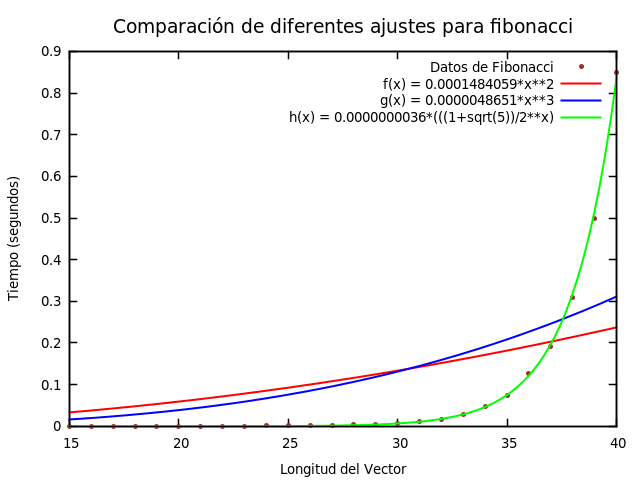 Comparación de diferentes ajustes para fibonacci
0.9
0.8
0.7
0.6
0.5
0.4
0.3
0.2
0.1
0
Tiempo (segundos)
Datos de Fibonacci
f(x) = 0.0001484059*x**2
g(x) = 0.0000048651*x**3
h(x) = 0.0000000036*(((1+sqrt(5))/2**x)
15 20 25 30 35 40
Longitud del Vector